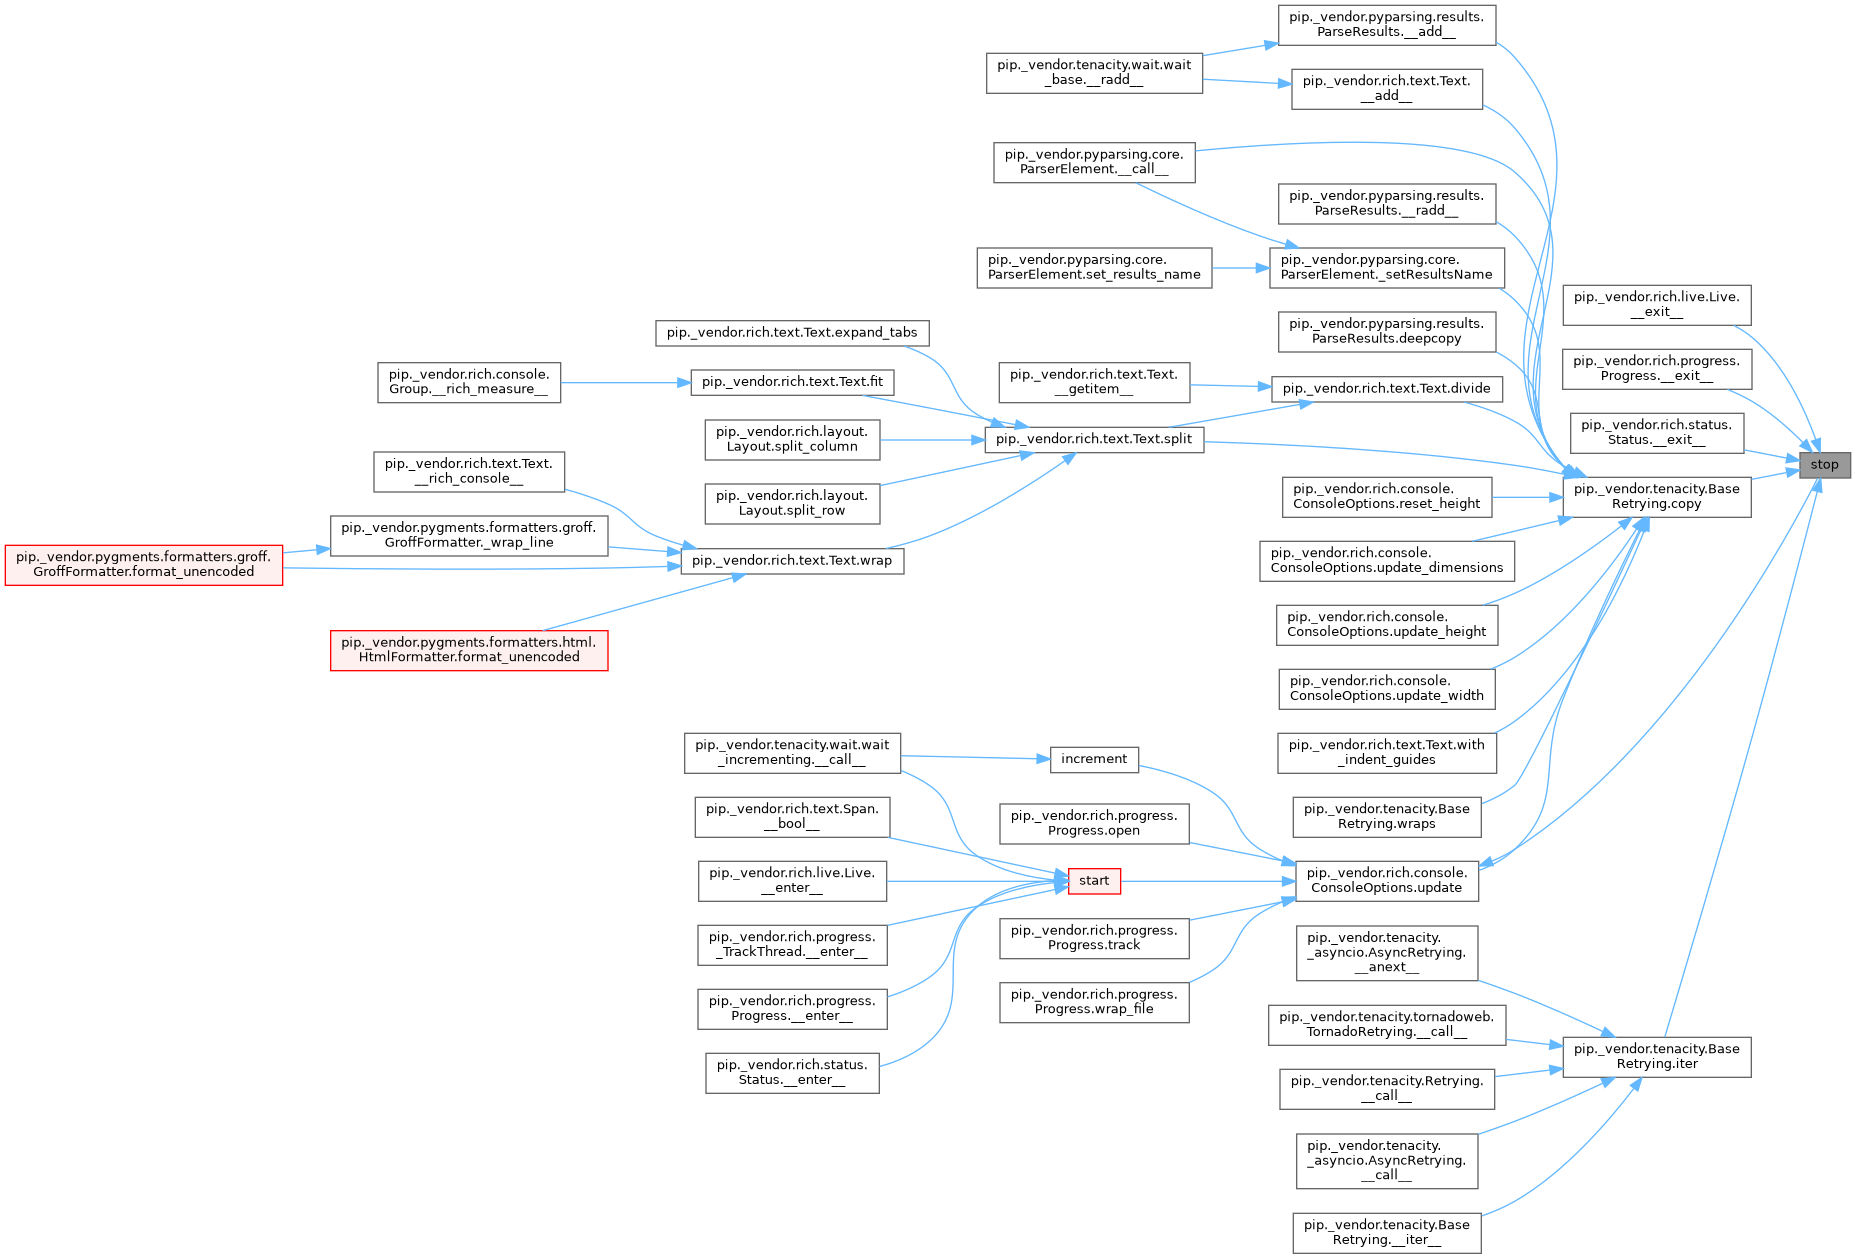 pip._vendor.pyparsing.results.
ParseResults.__add__
pip._vendor.tenacity.wait.wait
_base.__radd__
pip._vendor.rich.text.Text.
__add__
pip._vendor.pyparsing.core.
ParserElement.__call__
pip._vendor.pyparsing.results.
ParseResults.__radd__
pip._vendor.pyparsing.core.
ParserElement.set_results_name
pip._vendor.pyparsing.core.
ParserElement._setResultsName
pip._vendor.rich.live.Live.
__exit__
pip._vendor.rich.text.Text.expand_tabs
pip._vendor.pyparsing.results.
ParseResults.deepcopy
pip._vendor.rich.progress.
Progress.__exit__
pip._vendor.rich.console.
Group.__rich_measure__
pip._vendor.rich.text.Text.fit
pip._vendor.rich.text.Text.
__getitem__
pip._vendor.rich.text.Text.divide
pip._vendor.rich.status.
Status.__exit__
pip._vendor.rich.layout.
Layout.split_column
pip._vendor.rich.text.Text.split
stop
pip._vendor.rich.text.Text.
__rich_console__
pip._vendor.rich.layout.
Layout.split_row
pip._vendor.rich.console.
ConsoleOptions.reset_height
pip._vendor.tenacity.Base
Retrying.copy
pip._vendor.pygments.formatters.groff.
GroffFormatter._wrap_line
pip._vendor.pygments.formatters.groff.
GroffFormatter.format_unencoded
pip._vendor.rich.text.Text.wrap
pip._vendor.rich.console.
ConsoleOptions.update_dimensions
pip._vendor.pygments.formatters.html.
HtmlFormatter.format_unencoded
pip._vendor.rich.console.
ConsoleOptions.update_height
pip._vendor.rich.console.
ConsoleOptions.update_width
pip._vendor.tenacity.wait.wait
_incrementing.__call__
increment
pip._vendor.rich.text.Text.with
_indent_guides
pip._vendor.rich.text.Span.
__bool__
pip._vendor.rich.progress.
Progress.open
pip._vendor.tenacity.Base
Retrying.wraps
pip._vendor.rich.live.Live.
__enter__
start
pip._vendor.rich.console.
ConsoleOptions.update
pip._vendor.rich.progress.
_TrackThread.__enter__
pip._vendor.rich.progress.
Progress.track
pip._vendor.tenacity.
_asyncio.AsyncRetrying.
__anext__
pip._vendor.rich.progress.
Progress.__enter__
pip._vendor.rich.progress.
Progress.wrap_file
pip._vendor.tenacity.tornadoweb.
TornadoRetrying.__call__
pip._vendor.tenacity.Base
Retrying.iter
pip._vendor.rich.status.
Status.__enter__
pip._vendor.tenacity.Retrying.
__call__
pip._vendor.tenacity.
_asyncio.AsyncRetrying.
__call__
pip._vendor.tenacity.Base
Retrying.__iter__